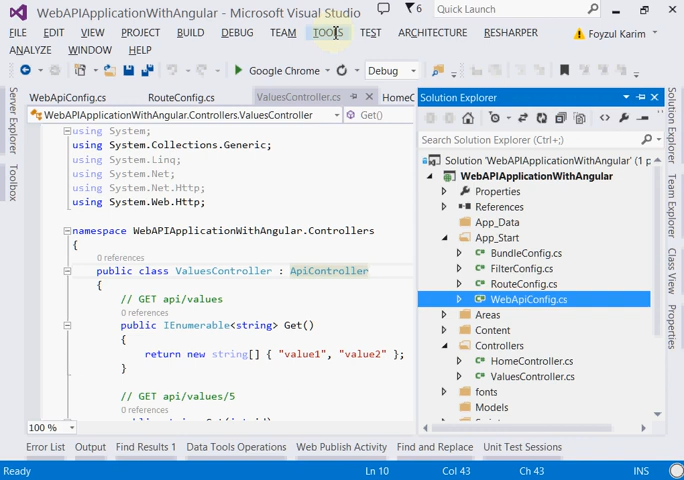 WebAPIApplicationWithAngular - Microsoft Visual Studio
6
Quick Launch
FILE EDIT VIEW PROJECT BUILD DEBUG TEAM TOOLS TEST ARCHITECTURE RESHARPER
Foyzul Karim
ANALYZE WINDOW HELP
Google Chrome
Debug
WebApiConfig.cs RouteConfig.cs ValuesController.cs HomeC
WebAPIApplicationWithAngular.Controllers.ValuesController
Get()
using System;
using System.Collections.Generic;
using System.Linq;
using System.Net;
using System.Net.Http;
using System.Web.Http;
namespace WebAPIApplicationWithAngular.Controllers
{
0 references
public class ValuesController : ApiController
{
// GET api/values
0 references
public IEnumerable<string> Get()
{
return new string[] { "value1", "value2" };
}
// GET api/values/5
0 references
100 %
Server Explorer
Toolbox
Solution Explorer
Search Solution Explorer (Ctrl+;)
Solution 'WebAPIApplicationWithAngular' (1 p
WebAPIApplicationWithAngular
Properties
References
App_Data
App_Start
BundleConfig.cs
FilterConfig.cs
RouteConfig.cs
WebApiConfig.cs
Areas
Content
Controllers
HomeController.cs
ValuesController.cs
fonts
Models
Solution Explorer
Team Explorer
Class View
Properties
Error List Output Find Results 1 Data Tools Operations Web Publish Activity Find and Replace Unit Test Sessions
Ready Ln 10 Col 43 Ch 43 INS